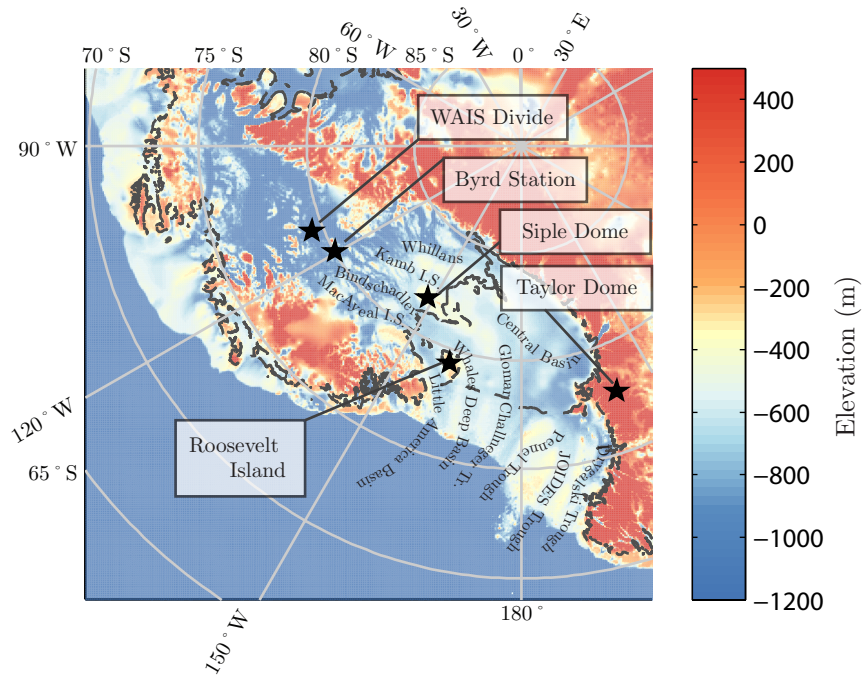 60° W
30° W
0°
30° E
70° S
75° S
80° S
85° S
90° W
120° W
65° S
150° W
180°
WAIS Divide
Byrd Station
Siple Dome
Taylor Dome
Roosevelt
Island
Whillans
Kamb I.S.
Bindschadler
MacAyeal I.S.
Central Basin
Glomar Challneger Tr.
Whales Deep Basin
Little America Basin
Pennel Trough
JOIDES Trough
Drygalski Trough
400
200
0
−200
−400
−600
−800
−1000
−1200
Elevation (m)